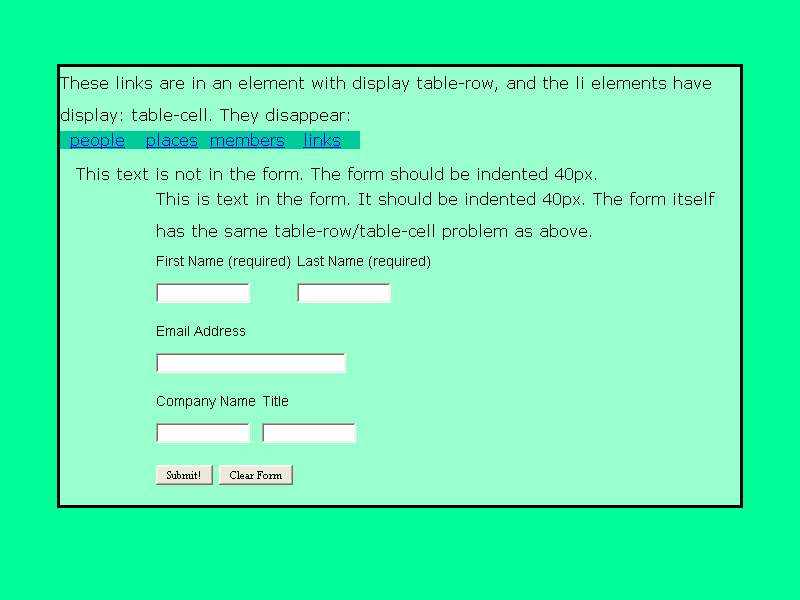 These links are in an element with display table-row, and the li elements have
display: table-cell. They disappear:
people places members links
This text is not in the form. The form should be indented 40px.
This is text in the form. It should be indented 40px. The form itself
has the same table-row/table-cell problem as above.
First Name (required) Last Name (required)
Email Address
Company Name Title
Submit! Clear Form